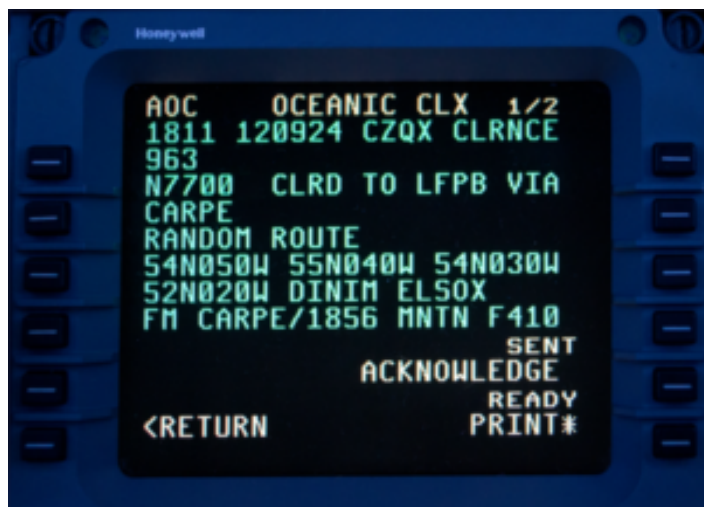 Honeywell
AOC OCEANIC CLX 1/2
1811 120924 CZQX CLRNCE
963
N7700 CLRD TO LFPB VIA
CARPE
RANDOM ROUTE
54N050W 55N040W 54N030W
52N020W DINIM ELSOX
FM CARPE/1856 MNTN F410
SENT
ACKNOWLEDGE
READY
<RETURN PRINT*